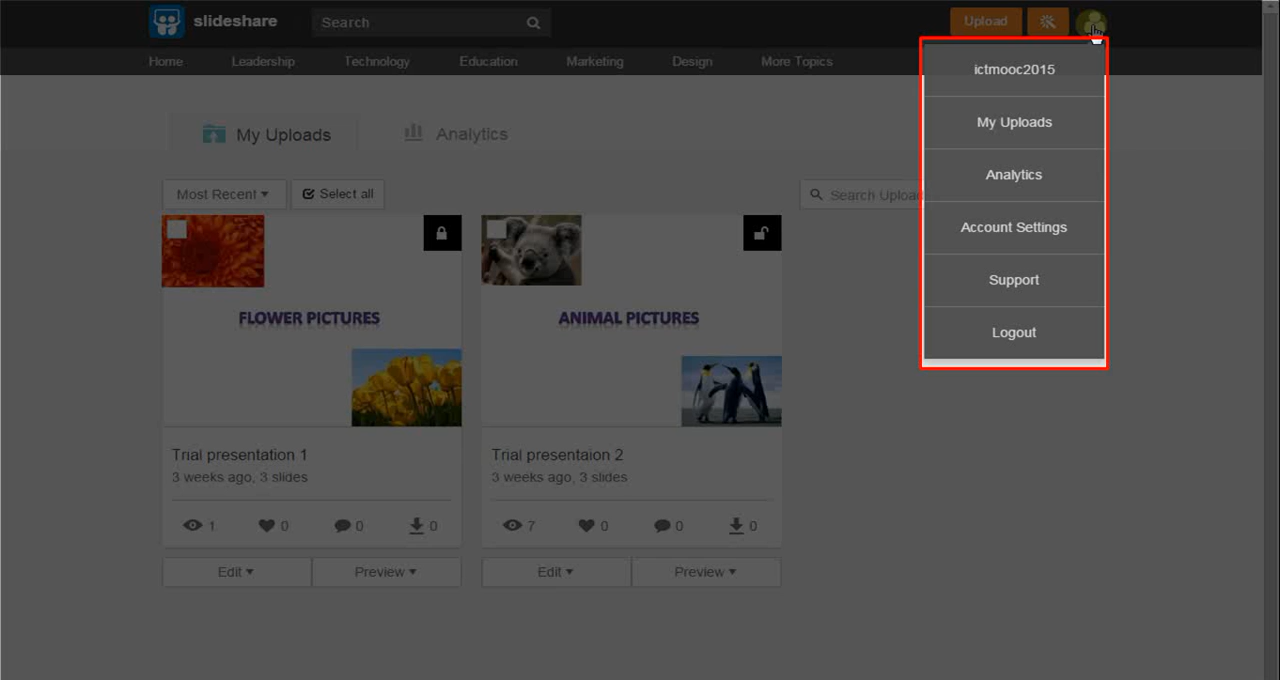 slideshare
Search
Upload
Home Leadership Technology Education Marketing Design More Topics
ictmooc2015
My Uploads
Analytics
Account Settings
Support
Logout
My Uploads Analytics
Most Recent Select all
Search Upload
FLOWER PICTURES
Trial presentation 1
3 weeks ago, 3 slides
1 0 0 0
Edit Preview
ANIMAL PICTURES
Trial presentaion 2
3 weeks ago, 3 slides
7 0 0 0
Edit Preview